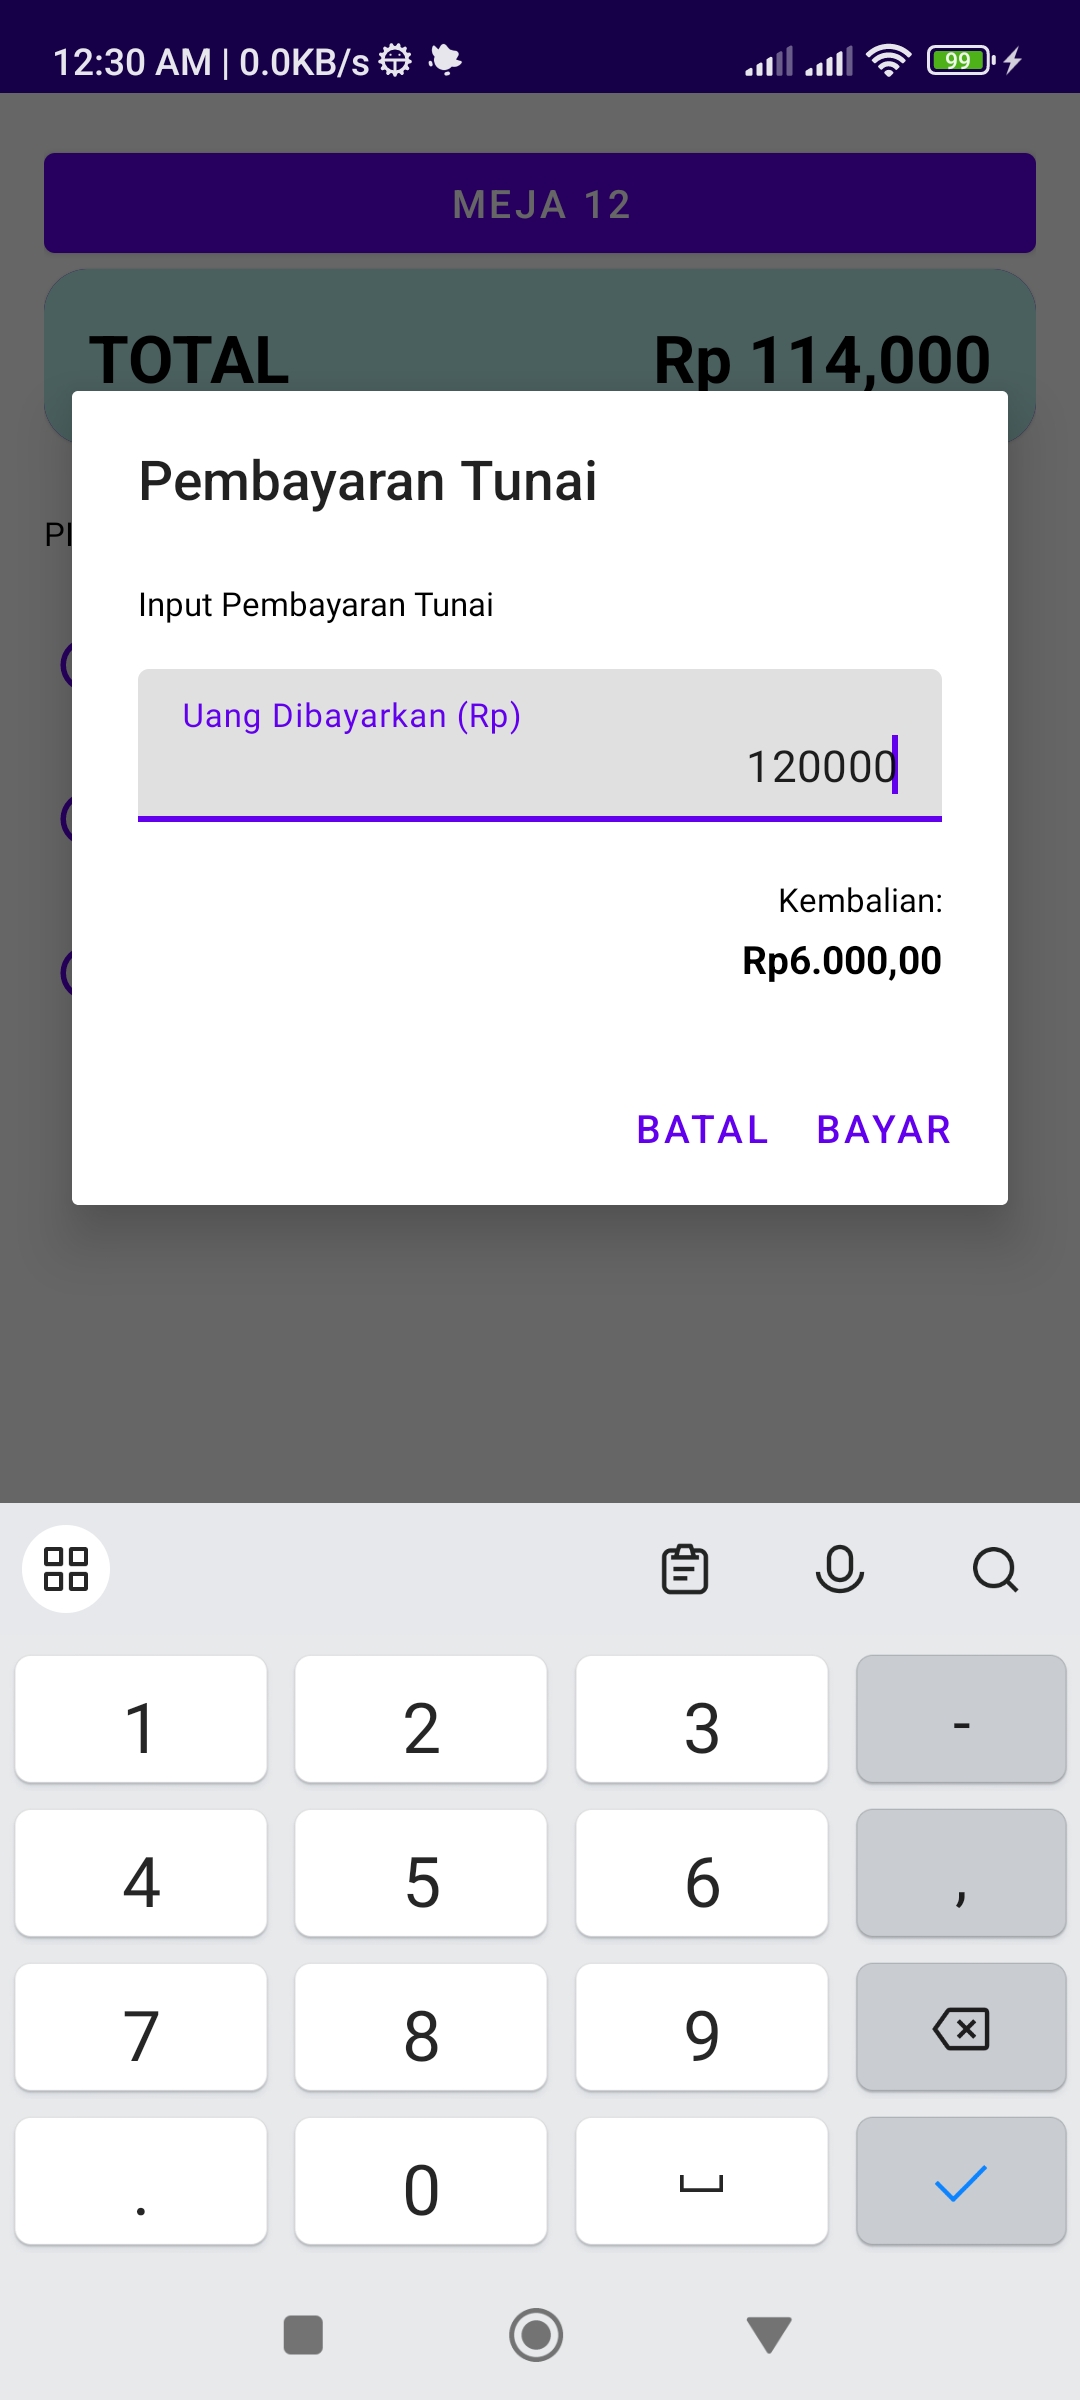 12:30 AM | 0.0KB/s
99
MEJA 12
TOTAL Rp 114,000
Pembayaran Tunai
Input Pembayaran Tunai
Uang Dibayarkan (Rp)
120000
Kembalian:
Rp6.000,00
BATAL BAYAR
1 2 3 -
4 5 6 ,
7 8 9
. 0